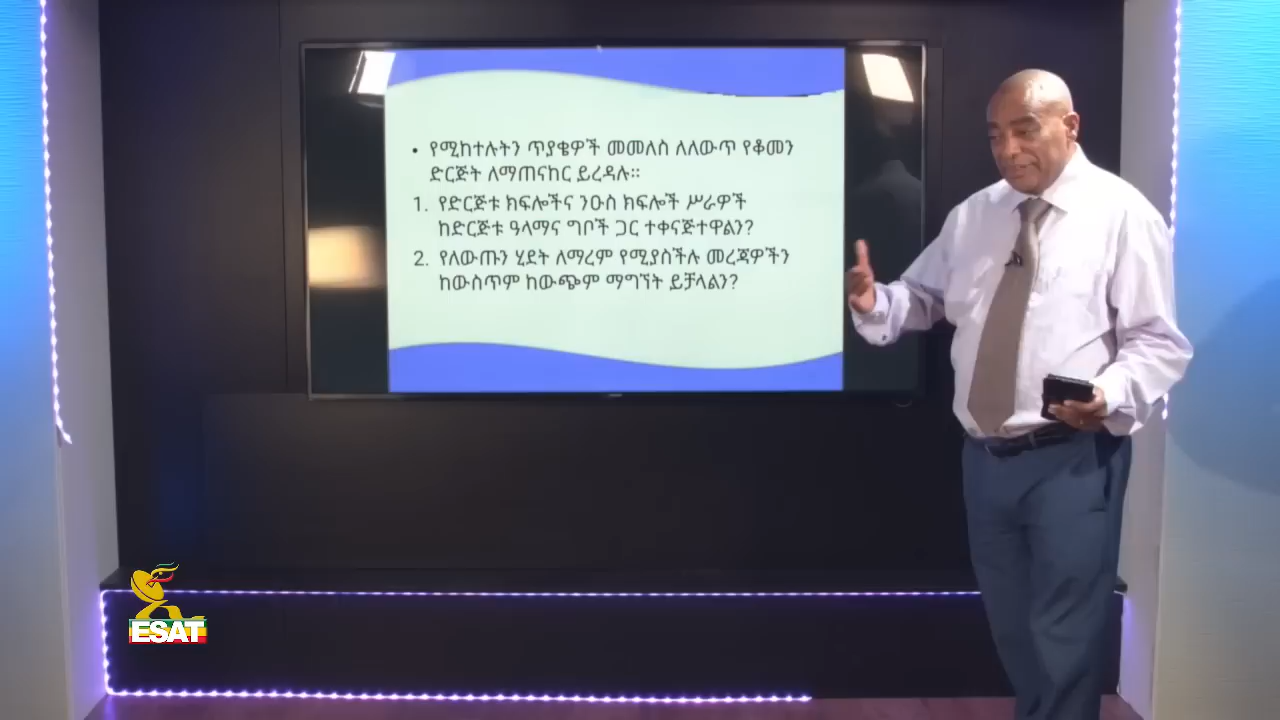 • የሚከተሉትን ጥያቄዎች መመለስ ለለውጥ የቆመን
ድርጅት ለማጠናከር ይረዳሉ።
1. የድርጅቱ ክፍሎችና ንዑስ ክፍሎች ሥራዎች
ከድርጅቱ ዓላማና ግቦች ጋር ተቀናጅተዋልን?
2. የለውጡን ሂደት ለማረም የሚያስችሉ መረጃዎችን
ከውስጥም ከውጭም ማግኘት ይቻላልን?
ESAT